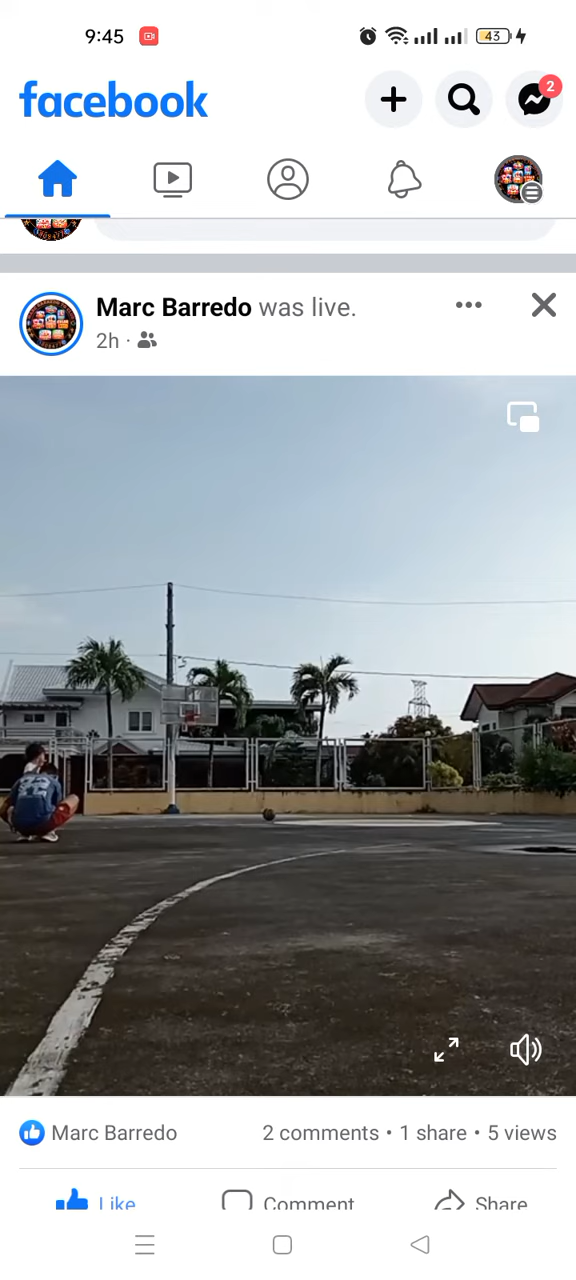 9:45
43
facebook
2
Marc Barredo was live.
2h ·
Marc Barredo
2 comments • 1 share • 5 views
Like
Comment
Share